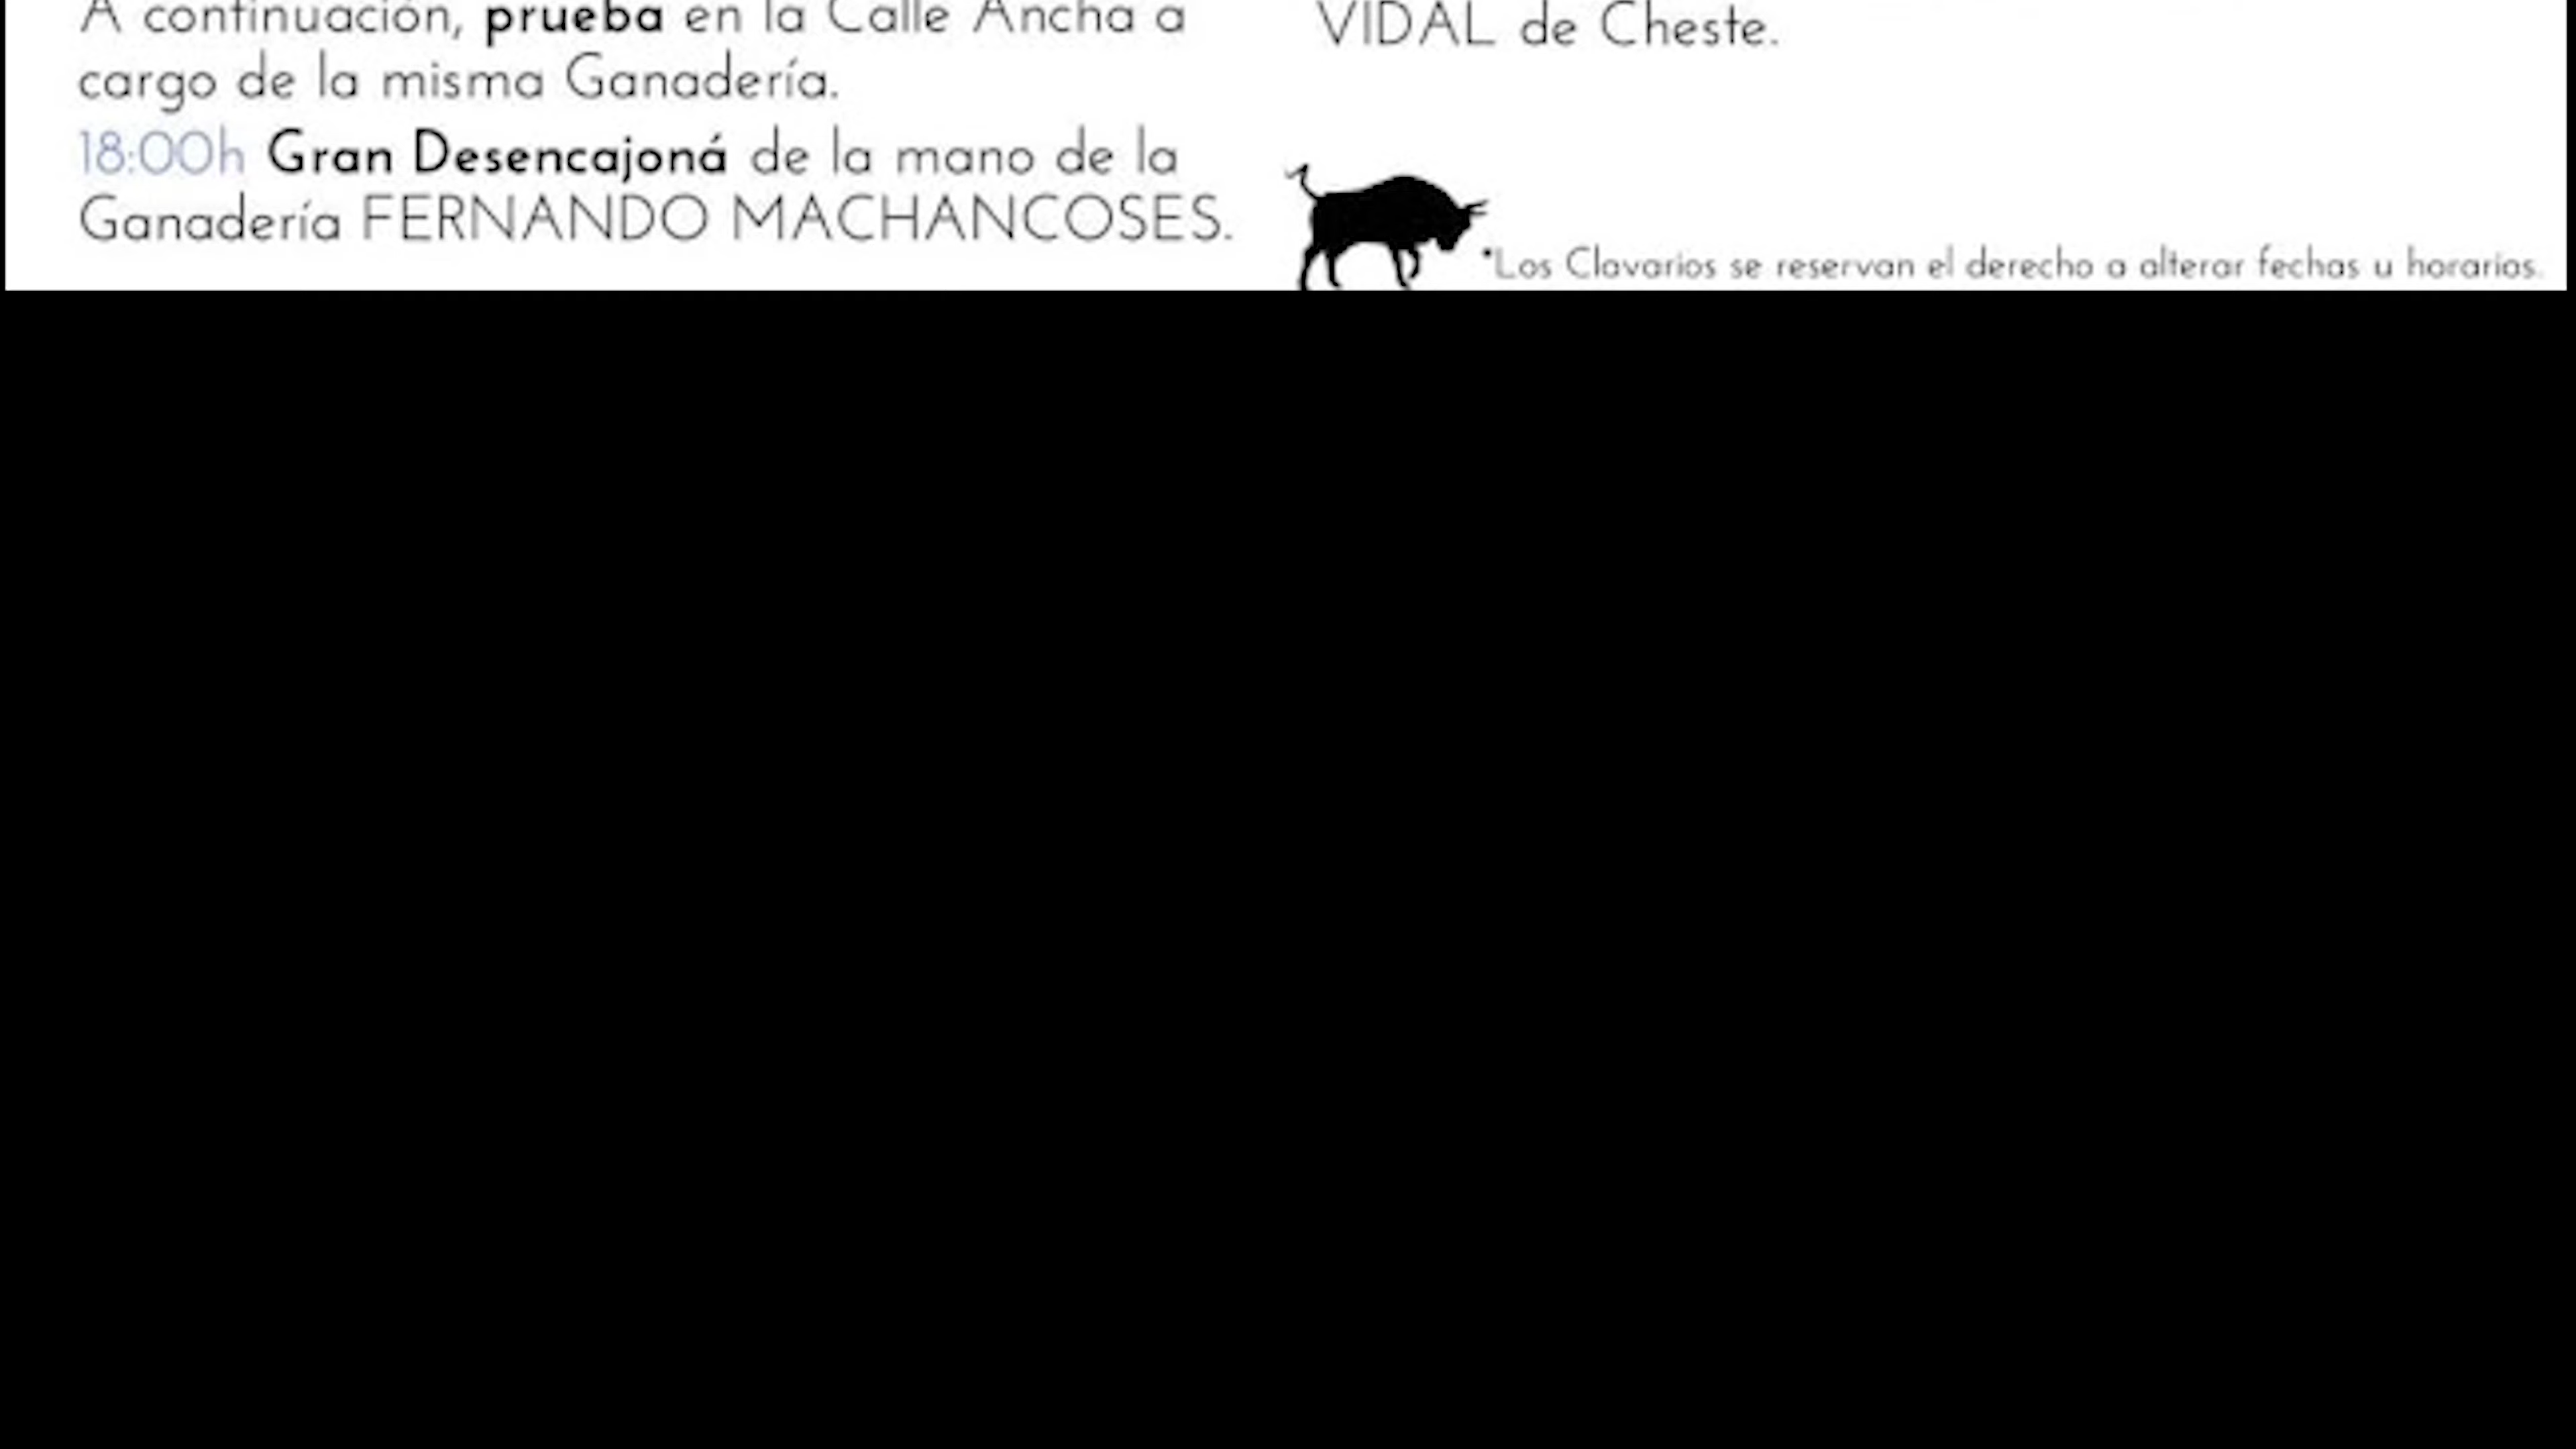 A continuación, prueba en la Calle Ancha a
cargo de la misma Ganadería.
18:00h Gran Desencajoná de la mano de la
Ganadería FERNANDO MACHANCOSES.
VIDAL de Cheste.
*Los Clavarios se reservan el derecho a alterar fechas u horarios.